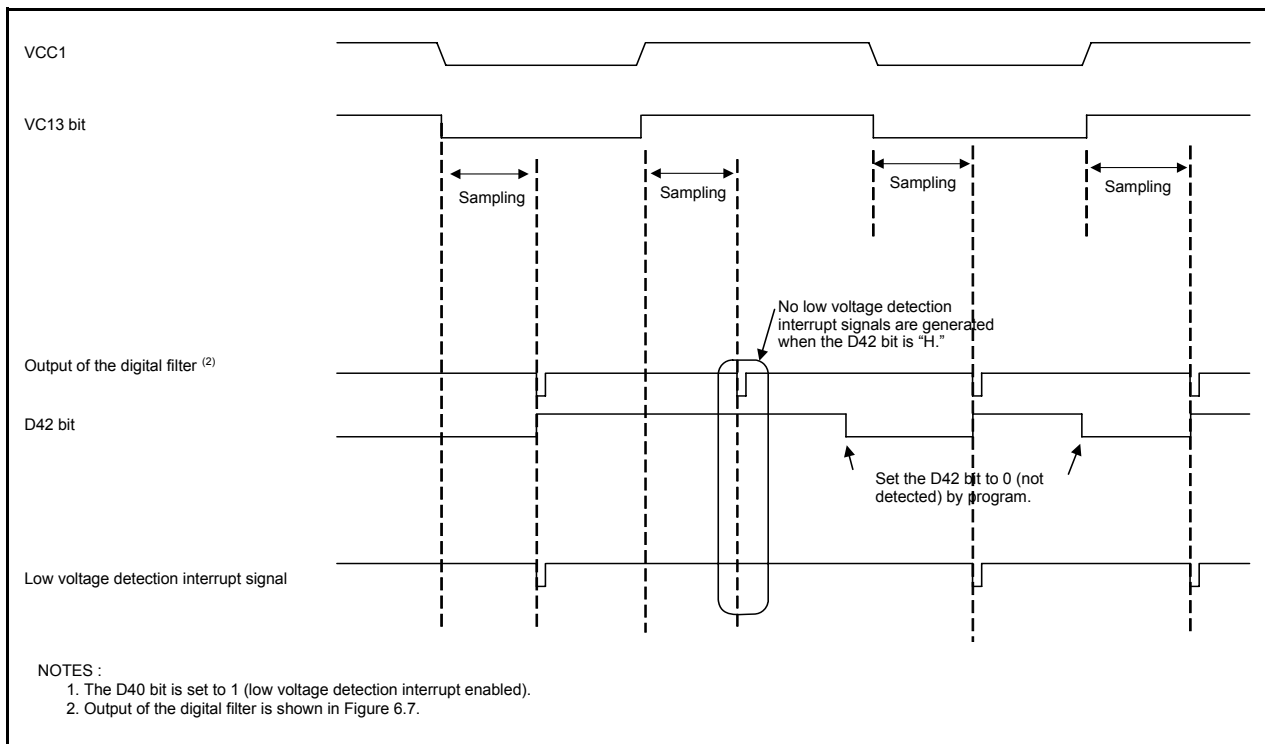 VCC1
VC13 bit
Sampling
Sampling
Sampling
Sampling
No low voltage detection
interrupt signals are generated
when the D42 bit is “H.”
Output of the digital filter (2)
D42 bit
Set the D42 bit to 0 (not
detected) by program.
Low voltage detection interrupt signal
NOTES :
1. The D40 bit is set to 1 (low voltage detection interrupt enabled).
2. Output of the digital filter is shown in Figure 6.7.